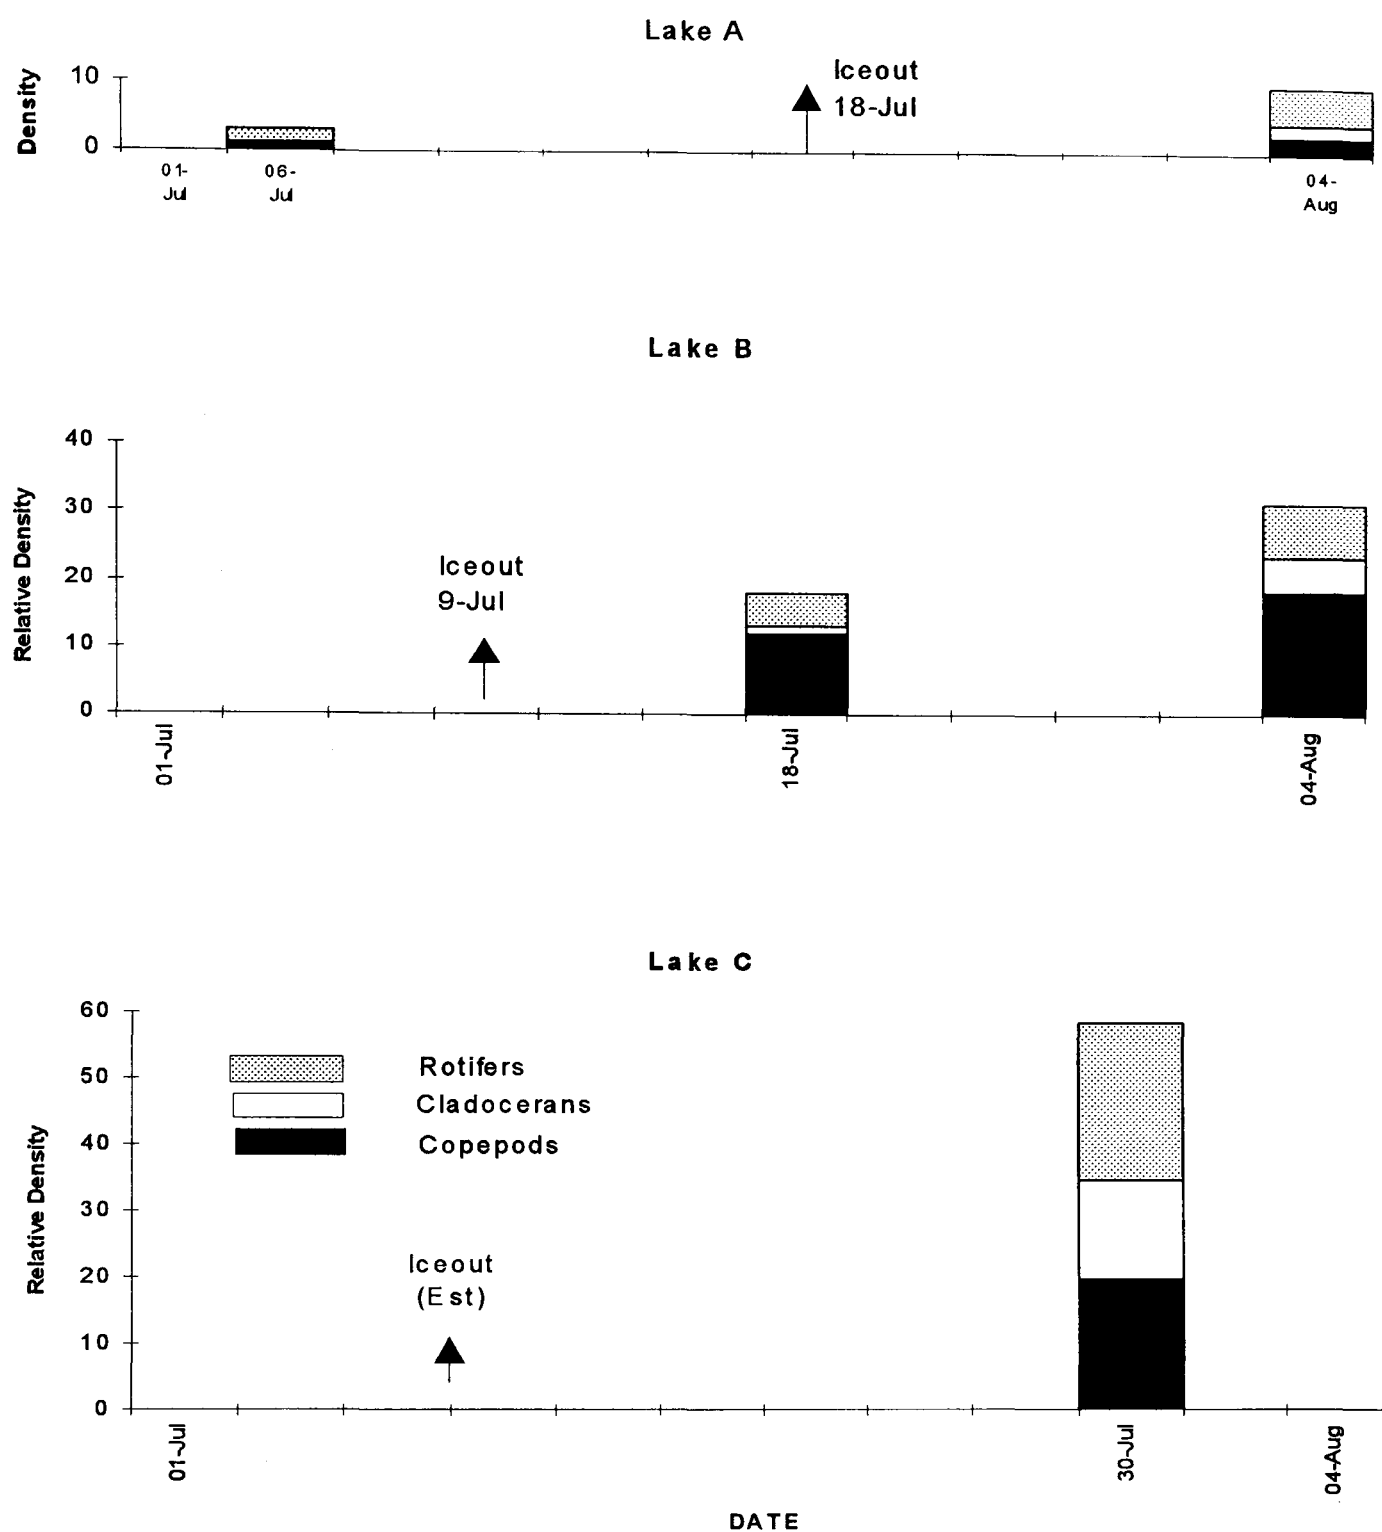 Lake A
Density
10
0
Iceout
18-Jul
01-
Jul
06-
Jul
04-
Aug
Lake B
Relative Density
40
30
20
10
0
Iceout
9-Jul
01-Jul
18-Jul
04-Aug
Lake C
Relative Density
60
50
40
30
20
10
0
Rotifers
Cladocerans
Copepods
Iceout
(Est)
01-Jul
30-Jul
04-Aug
DATE